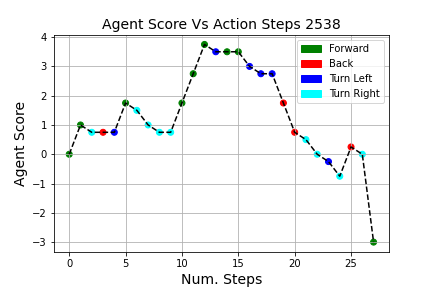 Agent Score Vs Action Steps 2538
Forward
Back
Turn Left
Turn Right
Agent Score
4
3
2
1
0
−1
−2
−3
0 5 10 15 20 25
Num. Steps